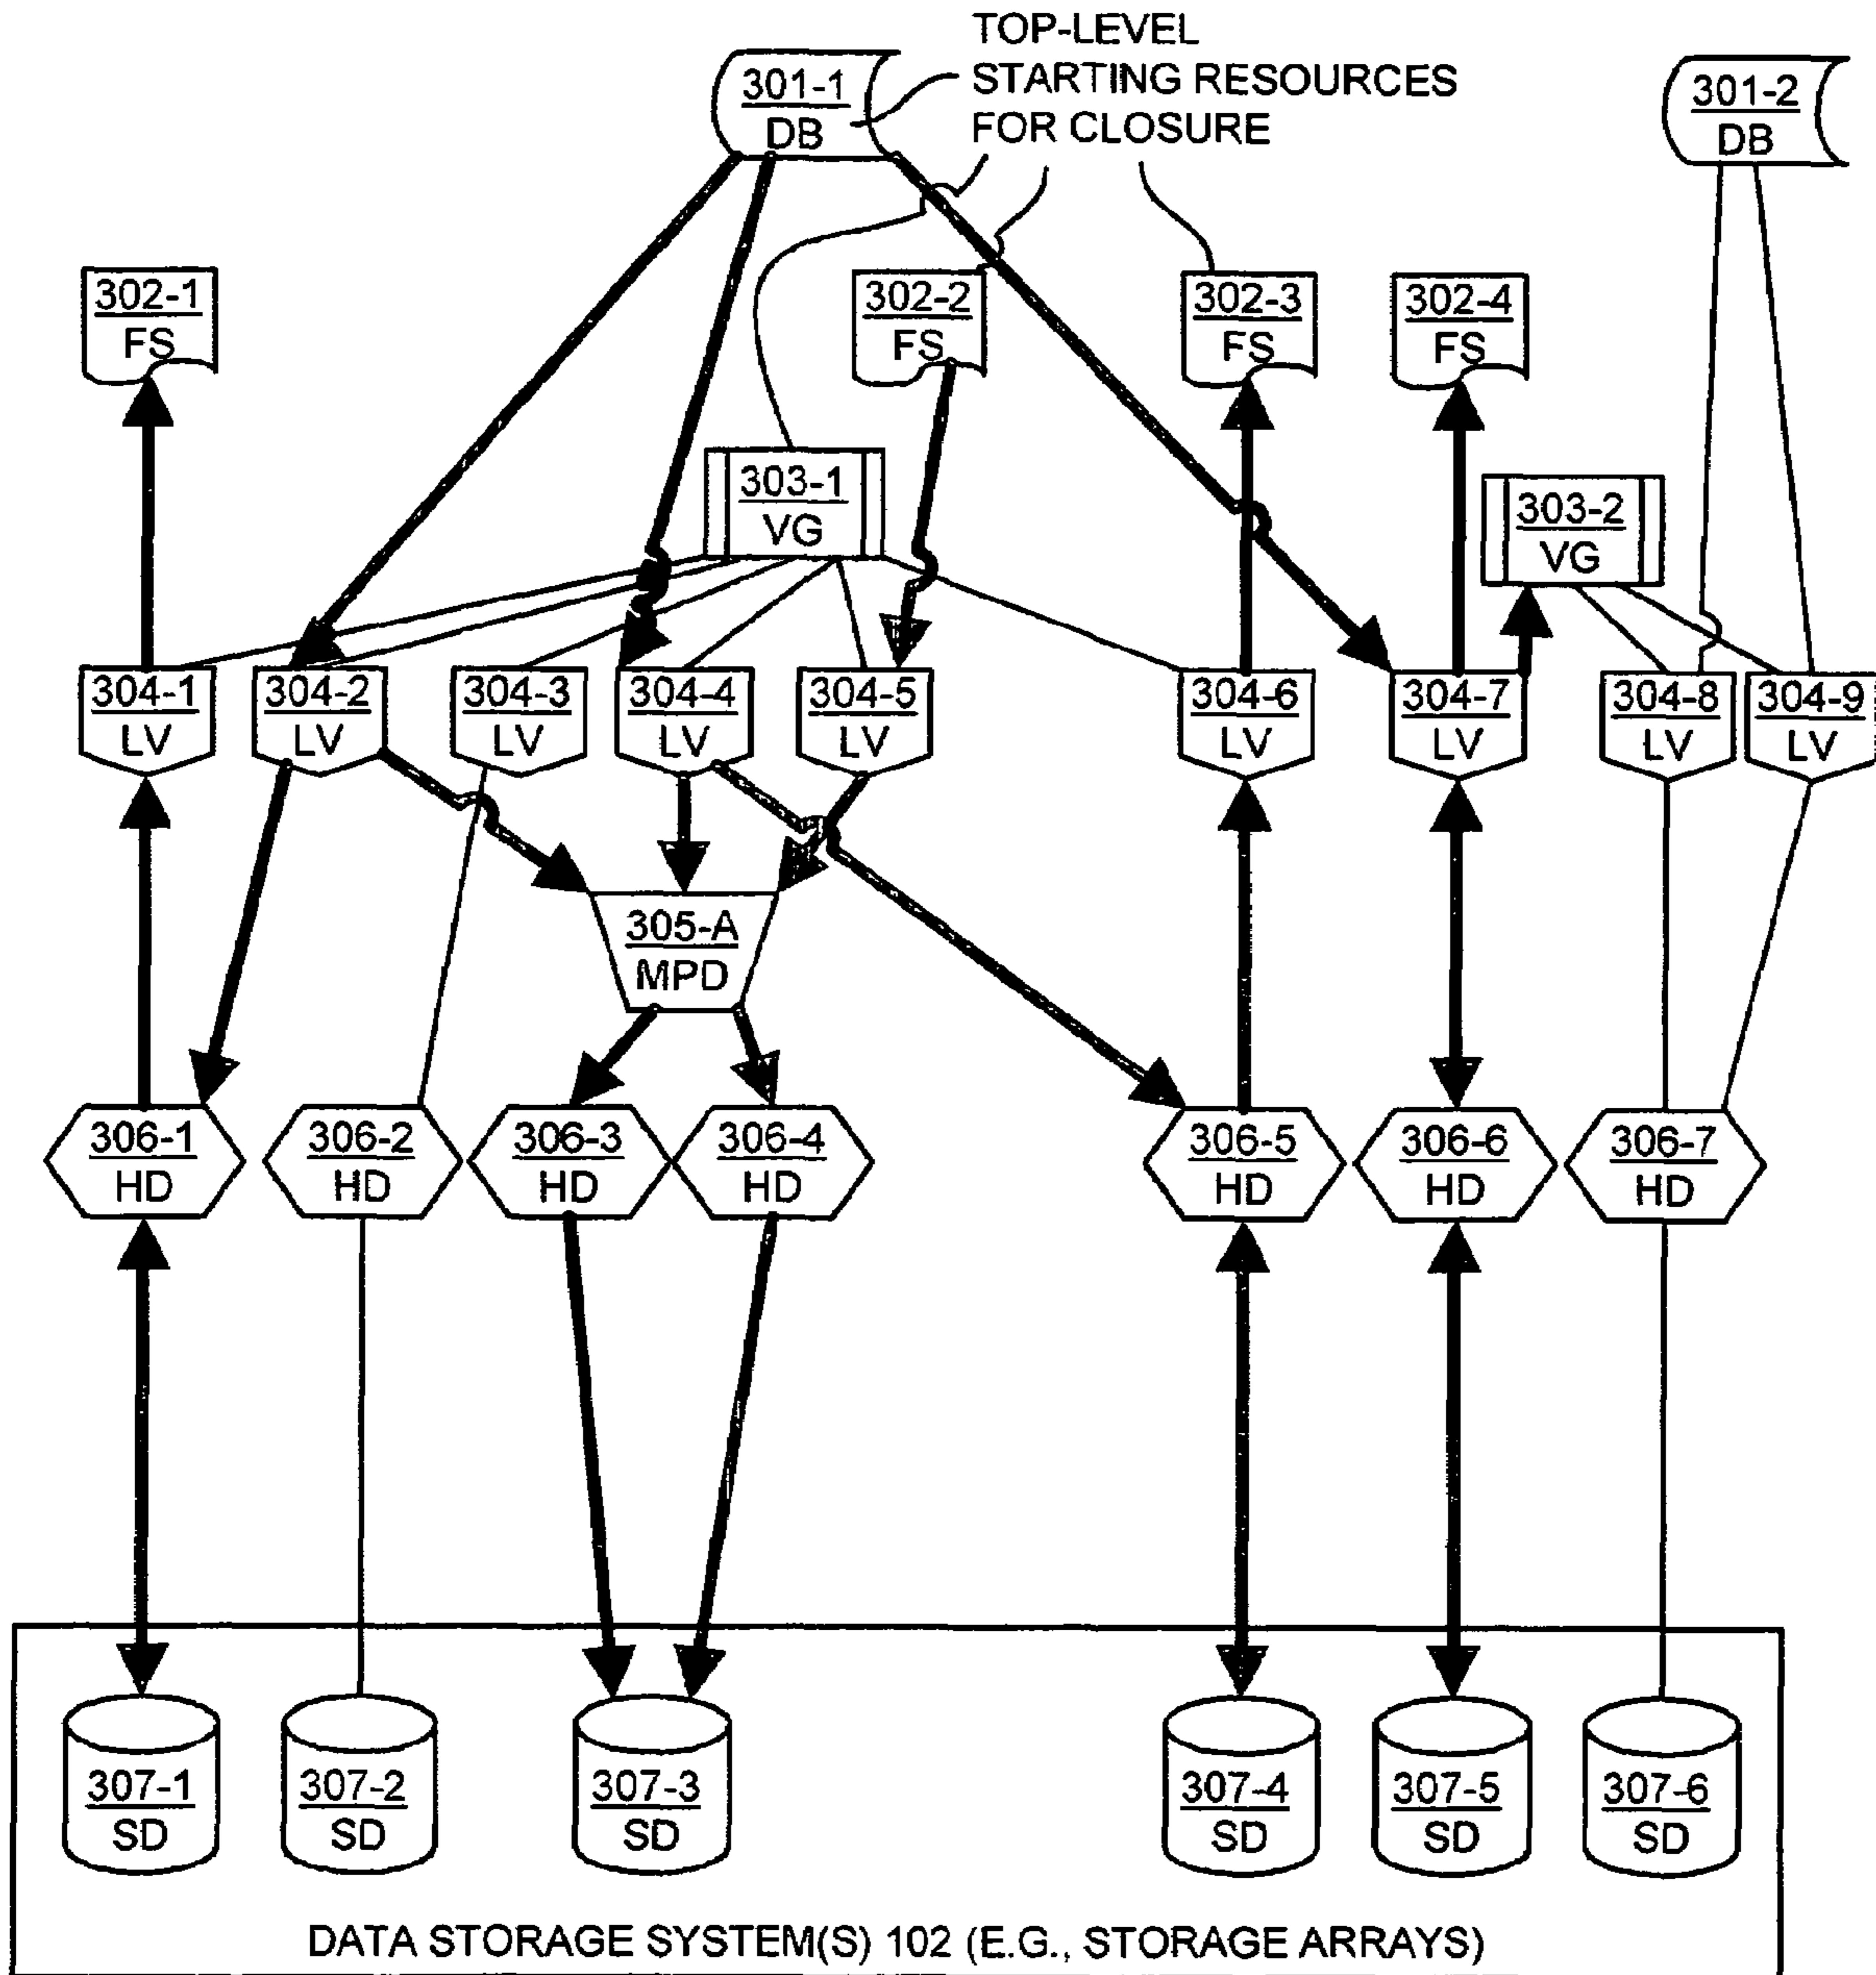 TOP-LEVEL
STARTING RESOURCES
FOR CLOSURE
301-1
DB
301-2
DB
302-1
FS
302-2
FS
302-3
FS
302-4
FS
303-1
VG
303-2
VG
304-1
LV
304-2
LV
304-3
LV
304-4
LV
304-5
LV
304-6
LV
304-7
LV
304-8
LV
304-9
LV
305-A
MPD
306-1
HD
306-2
HD
306-3
HD
306-4
HD
306-5
HD
306-6
HD
306-7
HD
307-1
SD
307-2
SD
307-3
SD
307-4
SD
307-5
SD
307-6
SD
DATA STORAGE SYSTEM(S) 102 (E.G., STORAGE ARRAYS)